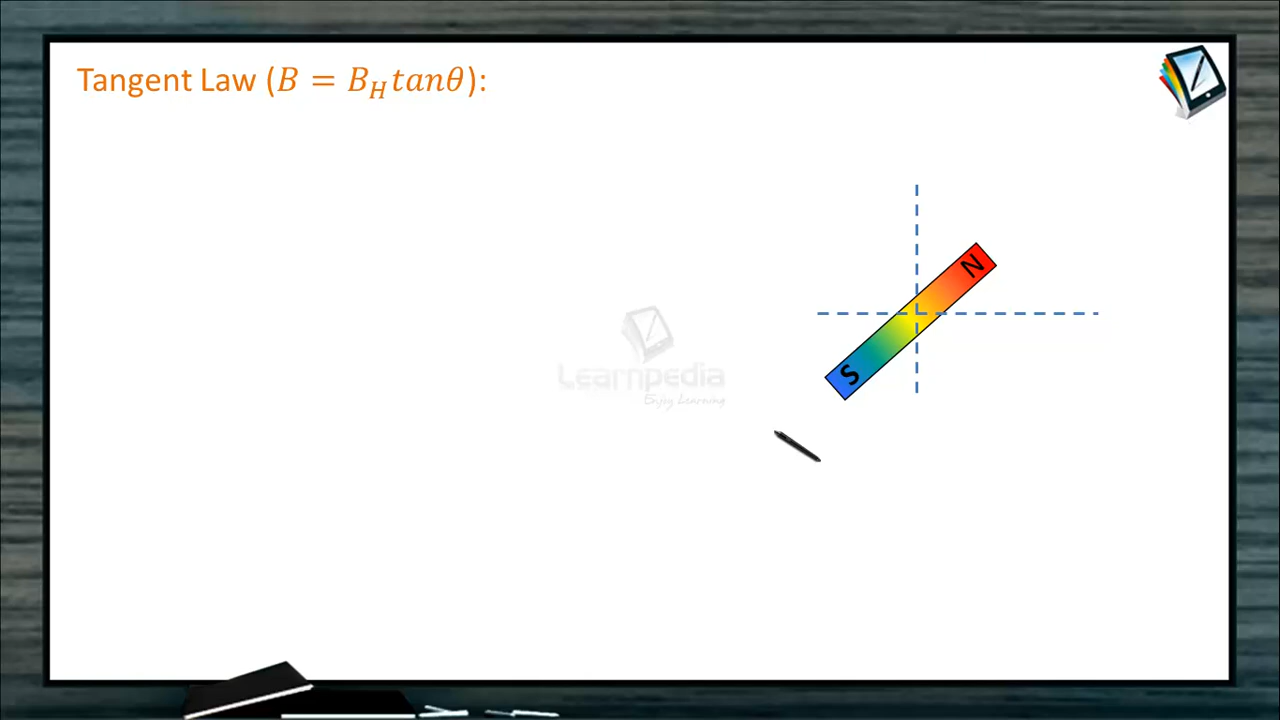 Tangent Law (𝐵 = 𝐵_𝐻 𝑡𝑎𝑛𝜃):
N
S
Learnpedia
Enjoy Learning